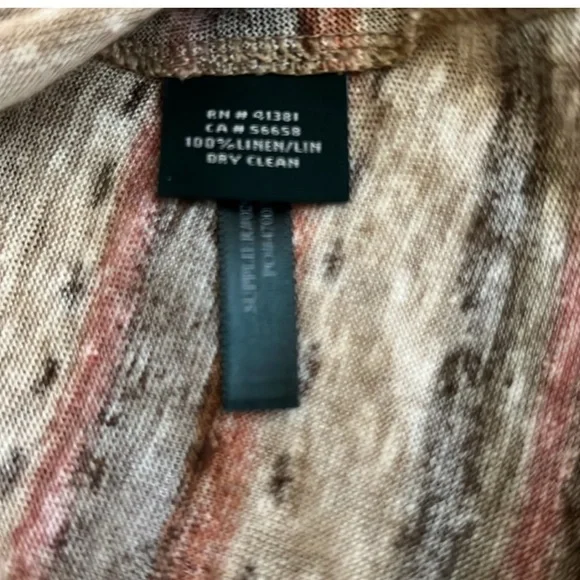 RN # 41381
CA # 56658
100%LINEN/LIN
DRY CLEAN